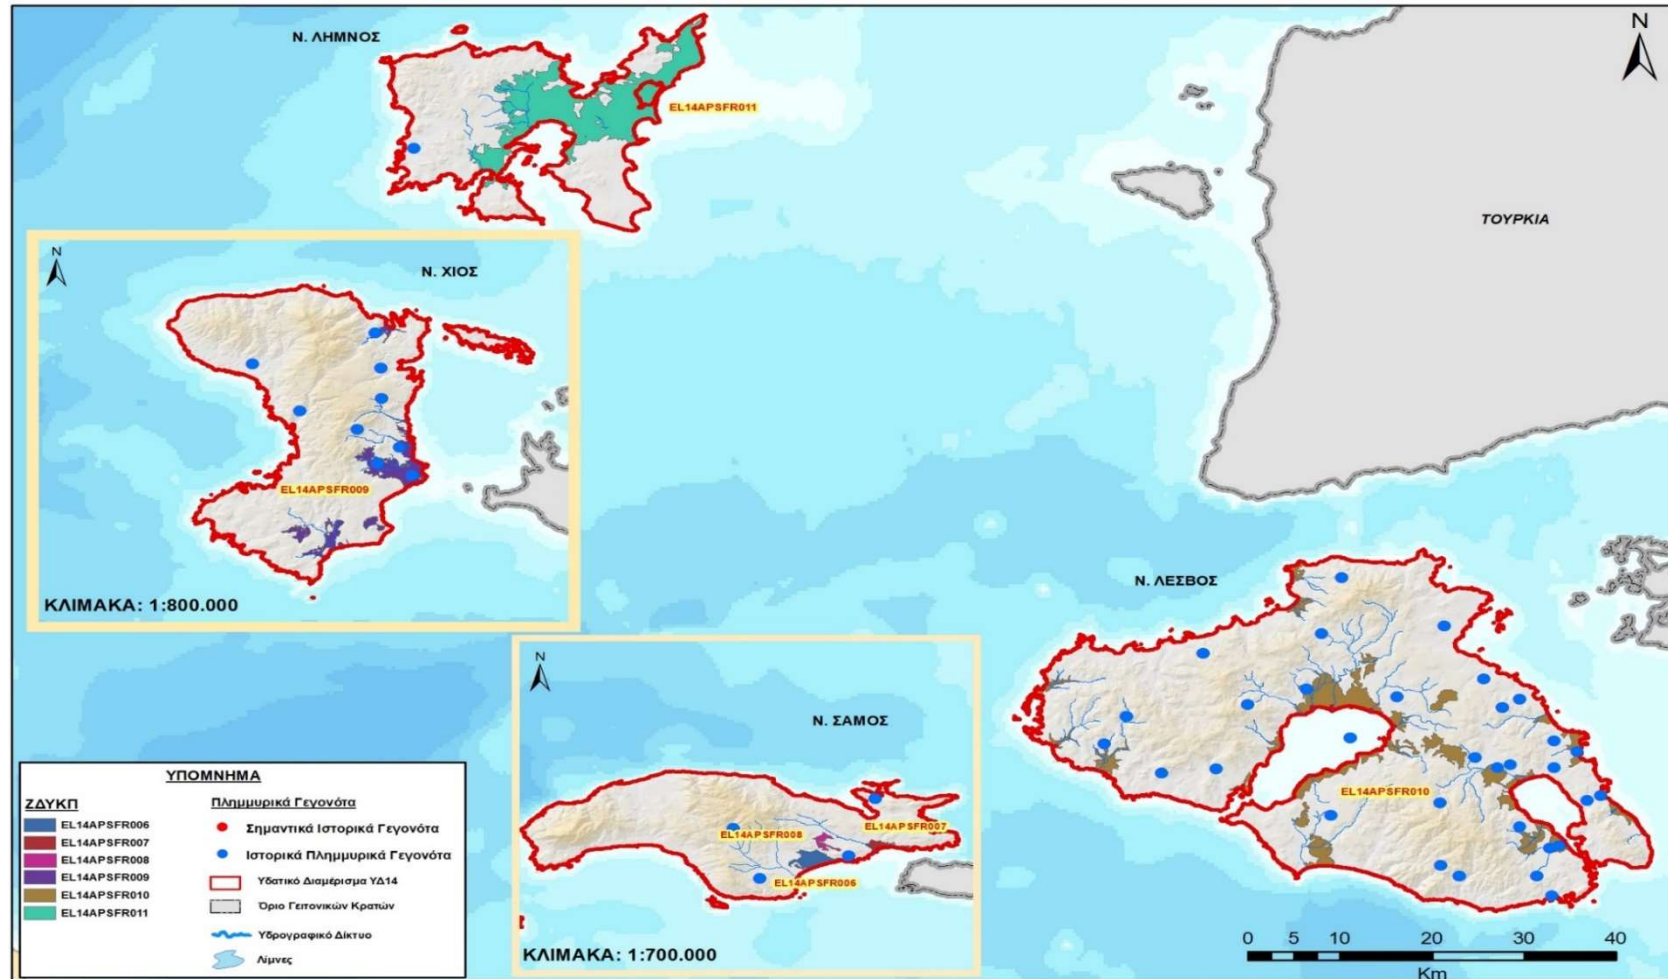 Ν. ΛΗΜΝΟΣ
N
EL14APSFR011
ΤΟΥΡΚΙΑ
N
Ν. ΧΙΟΣ
EL14APSFR009
ΚΛΙΜΑΚΑ: 1:800.000
Ν. ΛΕΣΒΟΣ
EL14APSFR010
N
Ν. ΣΑΜΟΣ
EL14APSFR008
EL14APSFR007
EL14APSFR006
ΚΛΙΜΑΚΑ: 1:700.000
ΥΠΟΜΝΗΜΑ
ΖΔΥΚΠ
EL14APSFR006
EL14APSFR007
EL14APSFR008
EL14APSFR009
EL14APSFR010
EL14APSFR011
Πλημμυρικά Γεγονότα
Σημαντικά Ιστορικά Γεγονότα
Ιστορικά Πλημμυρικά Γεγονότα
Υδατικό Διαμέρισμα ΥΔ14
Όριο Γειτονικών Κρατών
Υδρογραφικό Δίκτυο
Λίμνες
0 5 10 20 30 40
Km